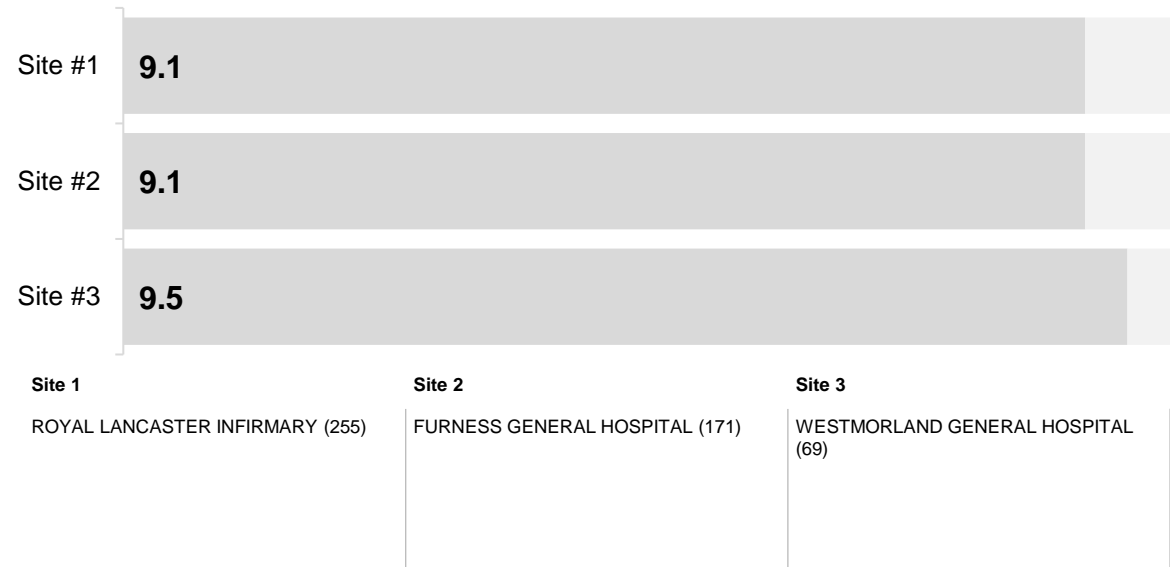 Site #1
9.1
Site #2
9.1
Site #3
9.5
Site 1
Site 2
Site 3
ROYAL LANCASTER INFIRMARY (255)
FURNESS GENERAL HOSPITAL (171)
WESTMORLAND GENERAL HOSPITAL
(69)